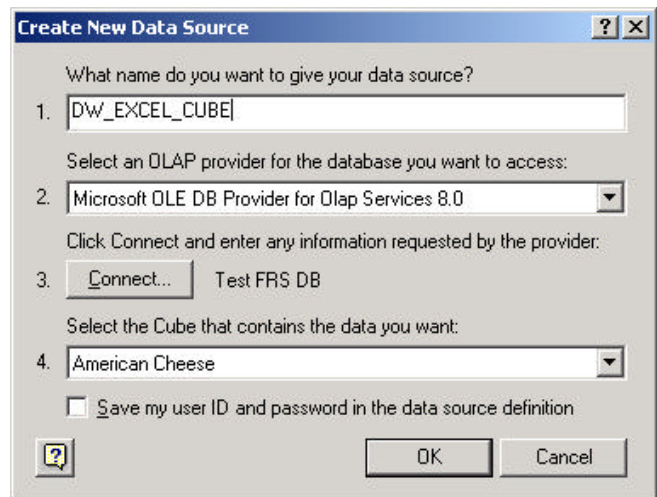 Create New Data Source
What name do you want to give your data source?
1. DW_EXCEL_CUBE
Select an OLAP provider for the database you want to access:
2. Microsoft OLE DB Provider for Olap Services 8.0
Click Connect and enter any information requested by the provider:
3. Connect... Test FRS DB
Select the Cube that contains the data you want:
4. American Cheese
Save my user ID and password in the data source definition
OK Cancel